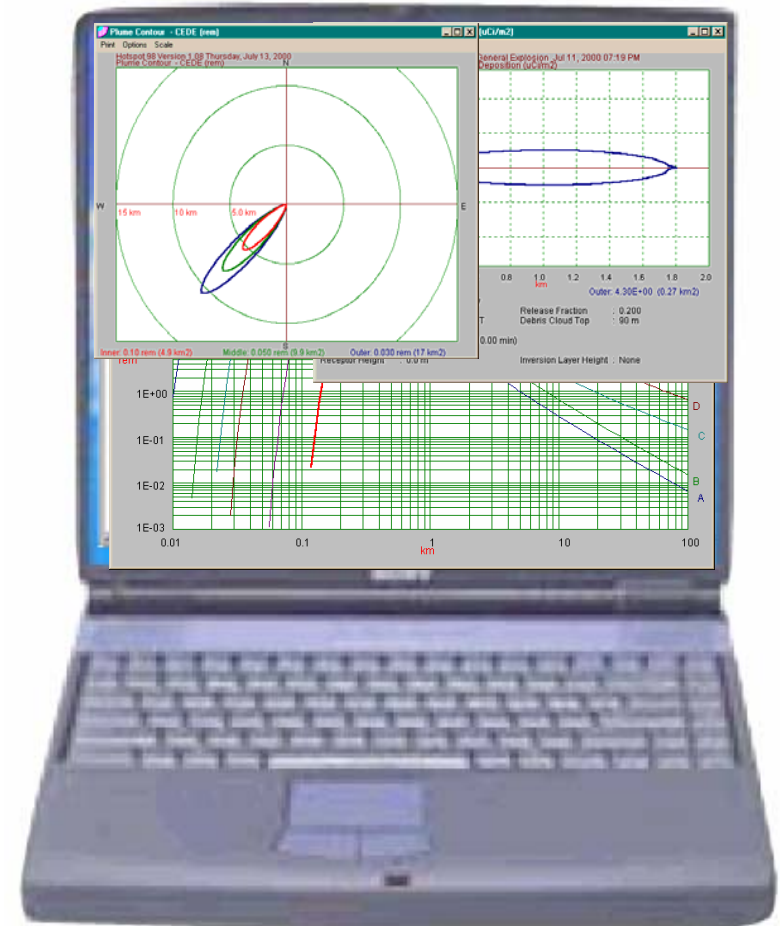 Plume Contour - CEDE (rem)
Print Options Scale
Hotspot 98 Version 1.08 Thursday, July 13, 2000
Plume Contour - CEDE (rem)
N
W
E
S
15 km
10 km
5.0 km
Inner: 0.10 rem (4.9 km2)
Middle: 0.050 rem (9.9 km2)
Outer: 0.030 rem (17 km2)
(uCi/m2)
General Explosion Jul 11, 2000 07:19 PM
Deposition (uCi/m2)
0.8 1.0 1.2 1.4 1.6 1.8 2.0
km
Outer: 4.30E+00 (0.27 km2)
Release Fraction : 0.200
T Debris Cloud Top : 90 m
0.00 min)
Receptor Height : 0.0 m
Inversion Layer Height : None
rem
1E+00
1E-01
1E-02
1E-03
0.01 0.1 1 10 100
km
D
C
B
A